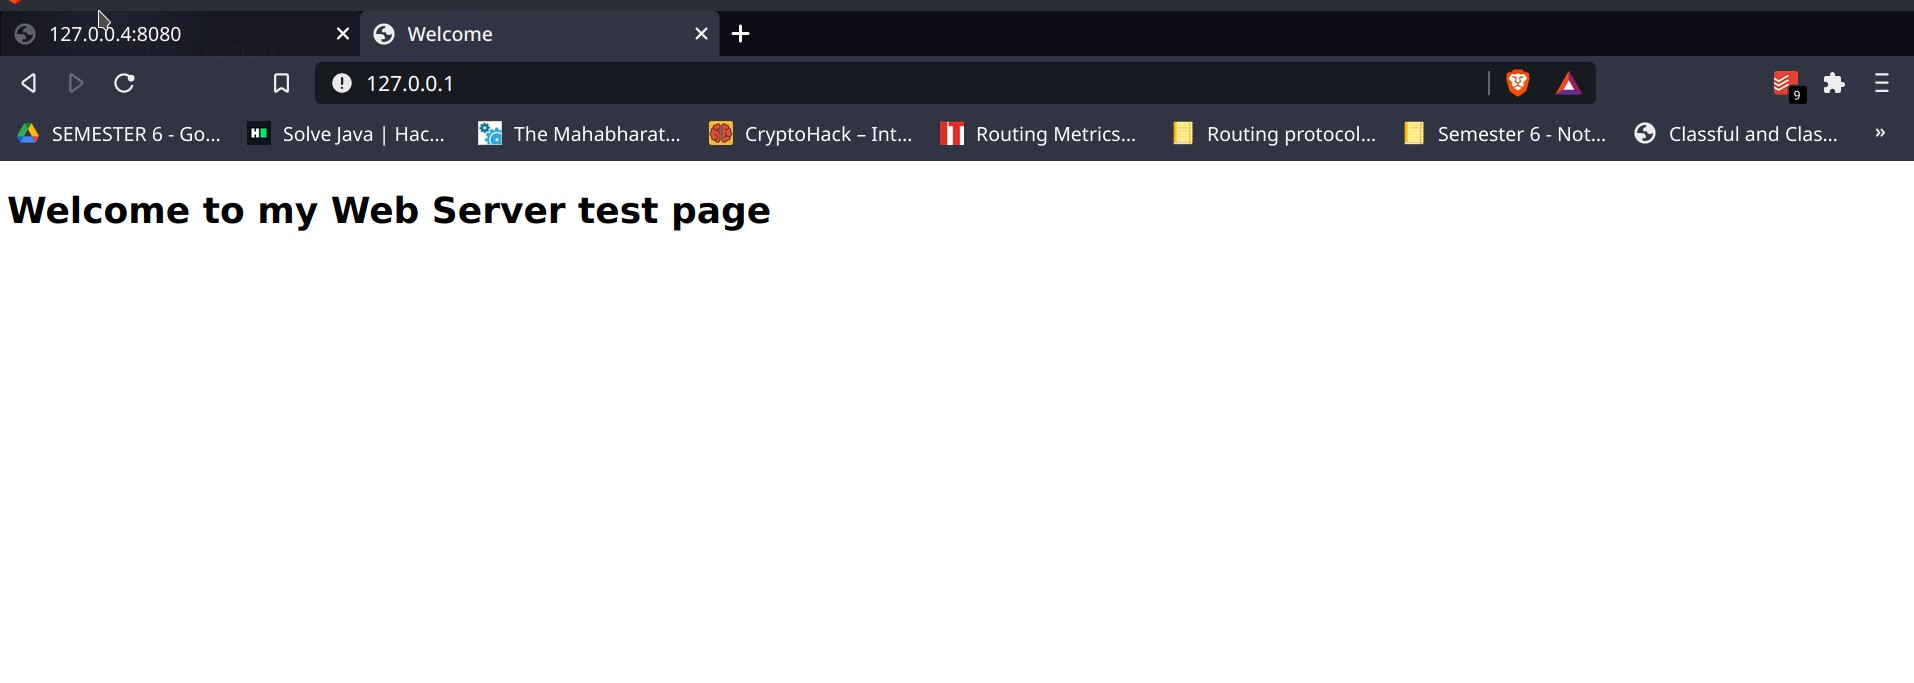 127.0.0.4:8080 Welcome
127.0.0.1
9
SEMESTER 6 - Go... Solve Java | Hac... The Mahabharat... CryptoHack – Int... Routing Metrics... Routing protocol... Semester 6 - Not... Classful and Clas... »
Welcome to my Web Server test page